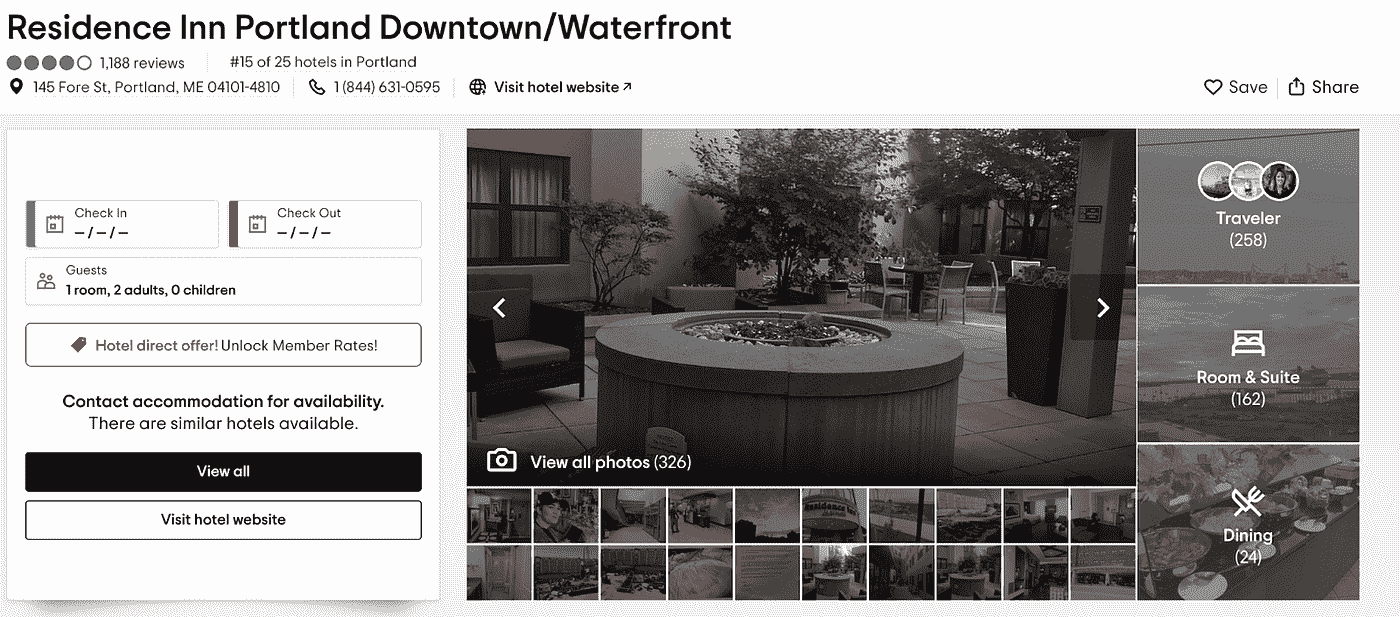 Residence Inn Portland Downtown/Waterfront
1,188 reviews
#15 of 25 hotels in Portland
145 Fore St, Portland, ME 04101-4810
1 (844) 631-0595
Visit hotel website
Save
Share
Check In
– / – / –
Check Out
– / – / –
Guests
1 room, 2 adults, 0 children
Hotel direct offer! Unlock Member Rates!
Contact accommodation for availability.
There are similar hotels available.
View all
Visit hotel website
View all photos (326)
Traveler
(258)
Room & Suite
(162)
Dining
(24)